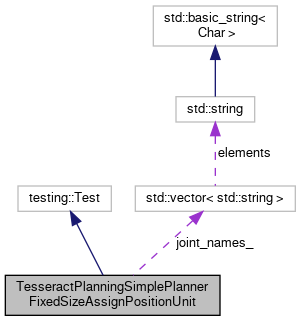 std::basic_string<
Char >
std::string
elements
testing::Test
std::vector< std::string >
joint_names_
TesseractPlanningSimplePlanner
FixedSizeAssignPositionUnit